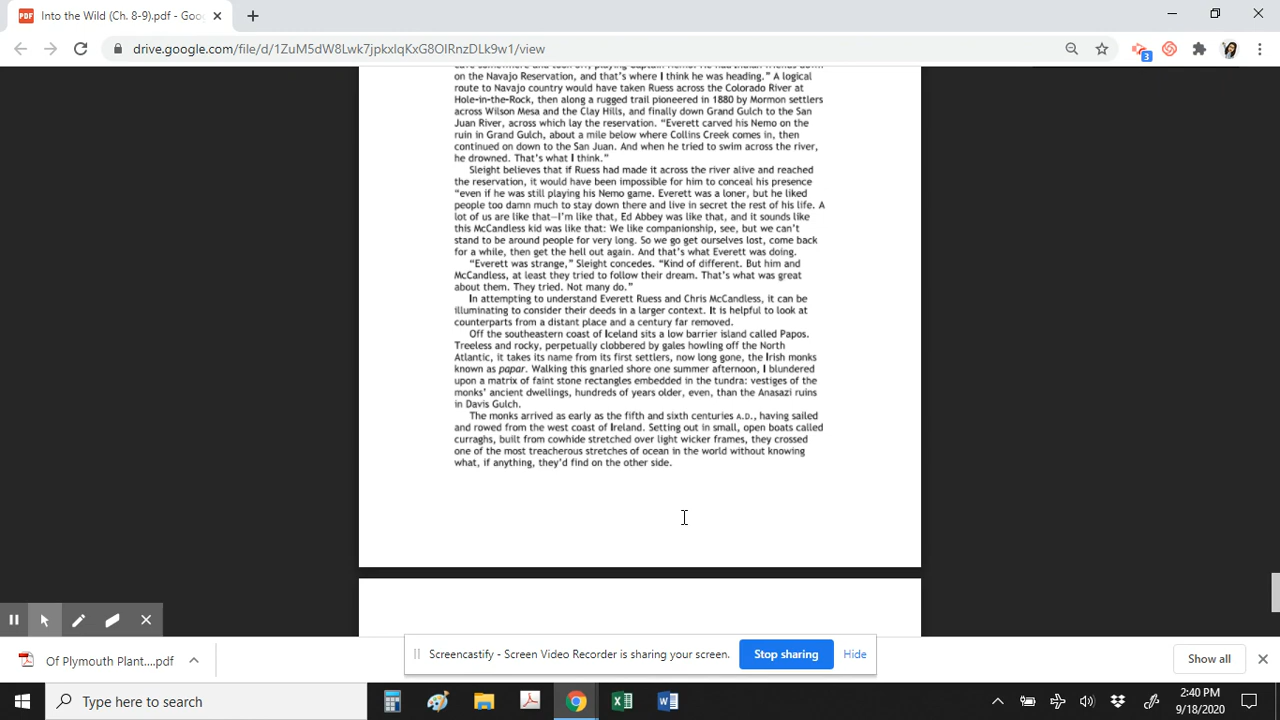 Into the Wild (Ch. 8-9).pdf - Goo
drive.google.com/file/d/1ZuM5dW8Lwk7jpkxlqKxG8OlRnzDLk9w1/view
3
on the Navajo Reservation, and that's where I think he was heading." A logical
route to Navajo country would have taken Ruess across the Colorado River at
Hole-in-the-Rock, then along a rugged trail pioneered in 1880 by Mormon settlers
across Wilson Mesa and the Clay Hills, and finally down Grand Gulch to the San
Juan River, across which lay the reservation. "Everett carved his Nemo on the
ruin in Grand Gulch, about a mile below where Collins Creek comes in, then
continued on down to the San Juan. And when he tried to swim across the river,
he drowned. That's what I think."
Sleight believes that if Ruess had made it across the river alive and reached
the reservation, it would have been impossible for him to conceal his presence
"even if he was still playing his Nemo game. Everett was a loner, but he liked
people too damn much to stay down there and live in secret the rest of his life. A
lot of us are like that—I'm like that, Ed Abbey was like that, and it sounds like
this McCandless kid was like that: We like companionship, see, but we can't
stand to be around people for very long. So we go get ourselves lost, come back
for a while, then get the hell out again. And that's what Everett was doing.
"Everett was strange," Sleight concedes. "Kind of different. But him and
McCandless, at least they tried to follow their dream. That's what was great
about them. They tried. Not many do."
In attempting to understand Everett Ruess and Chris McCandless, it can be
illuminating to consider their deeds in a larger context. It is helpful to look at
counterparts from a distant place and a century far removed.
Off the southeastern coast of Iceland sits a low barrier island called Papos.
Treeless and rocky, perpetually clobbered by gales howling off the North
Atlantic, it takes its name from its first settlers, now long gone, the Irish monks
known as papar. Walking this gnarled shore one summer afternoon, I blundered
upon a matrix of faint stone rectangles embedded in the tundra: vestiges of the
monks' ancient dwellings, hundreds of years older, even, than the Anasazi ruins
in Davis Gulch.
The monks arrived as early as the fifth and sixth centuries A.D., having sailed
and rowed from the west coast of Ireland. Setting out in small, open boats called
curraghs, built from cowhide stretched over light wicker frames, they crossed
one of the most treacherous stretches of ocean in the world without knowing
what, if anything, they'd find on the other side.
Screencastify - Screen Video Recorder is sharing your screen.
Stop sharing
Hide
Of Plymouth Plant....pdf
Show all
Type here to search
2:40 PM
9/18/2020